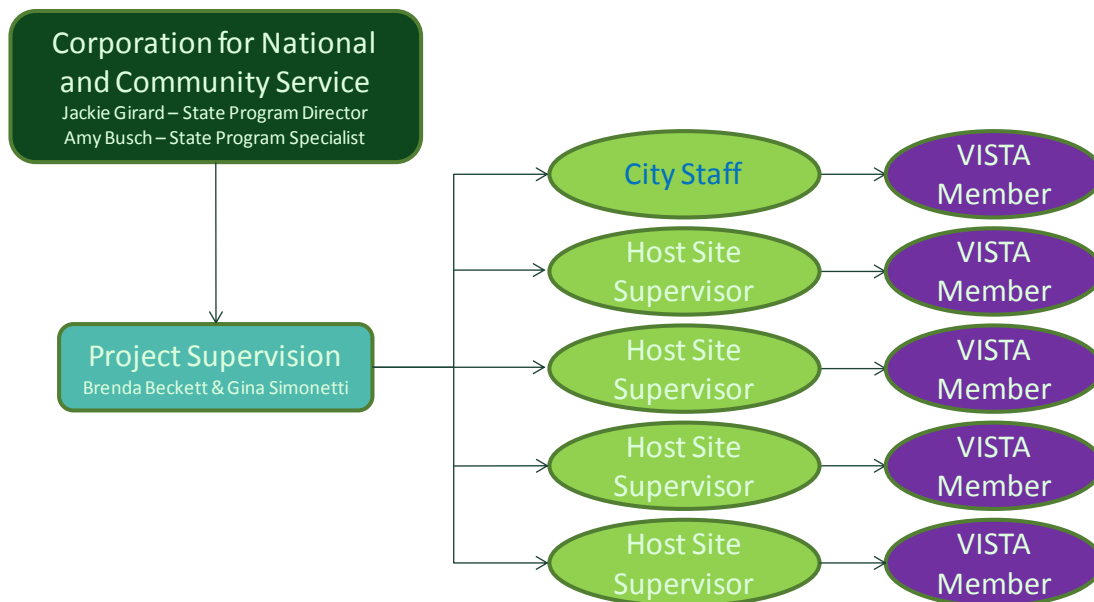 Corporation for National
and Community Service
Jackie Girard – State Program Director
Amy Busch – State Program Specialist
Project Supervision
Brenda Beckett & Gina Simonetti
City Staff
VISTA
Member
Host Site
Supervisor
VISTA
Member
Host Site
Supervisor
VISTA
Member
Host Site
Supervisor
VISTA
Member
Host Site
Supervisor
VISTA
Member